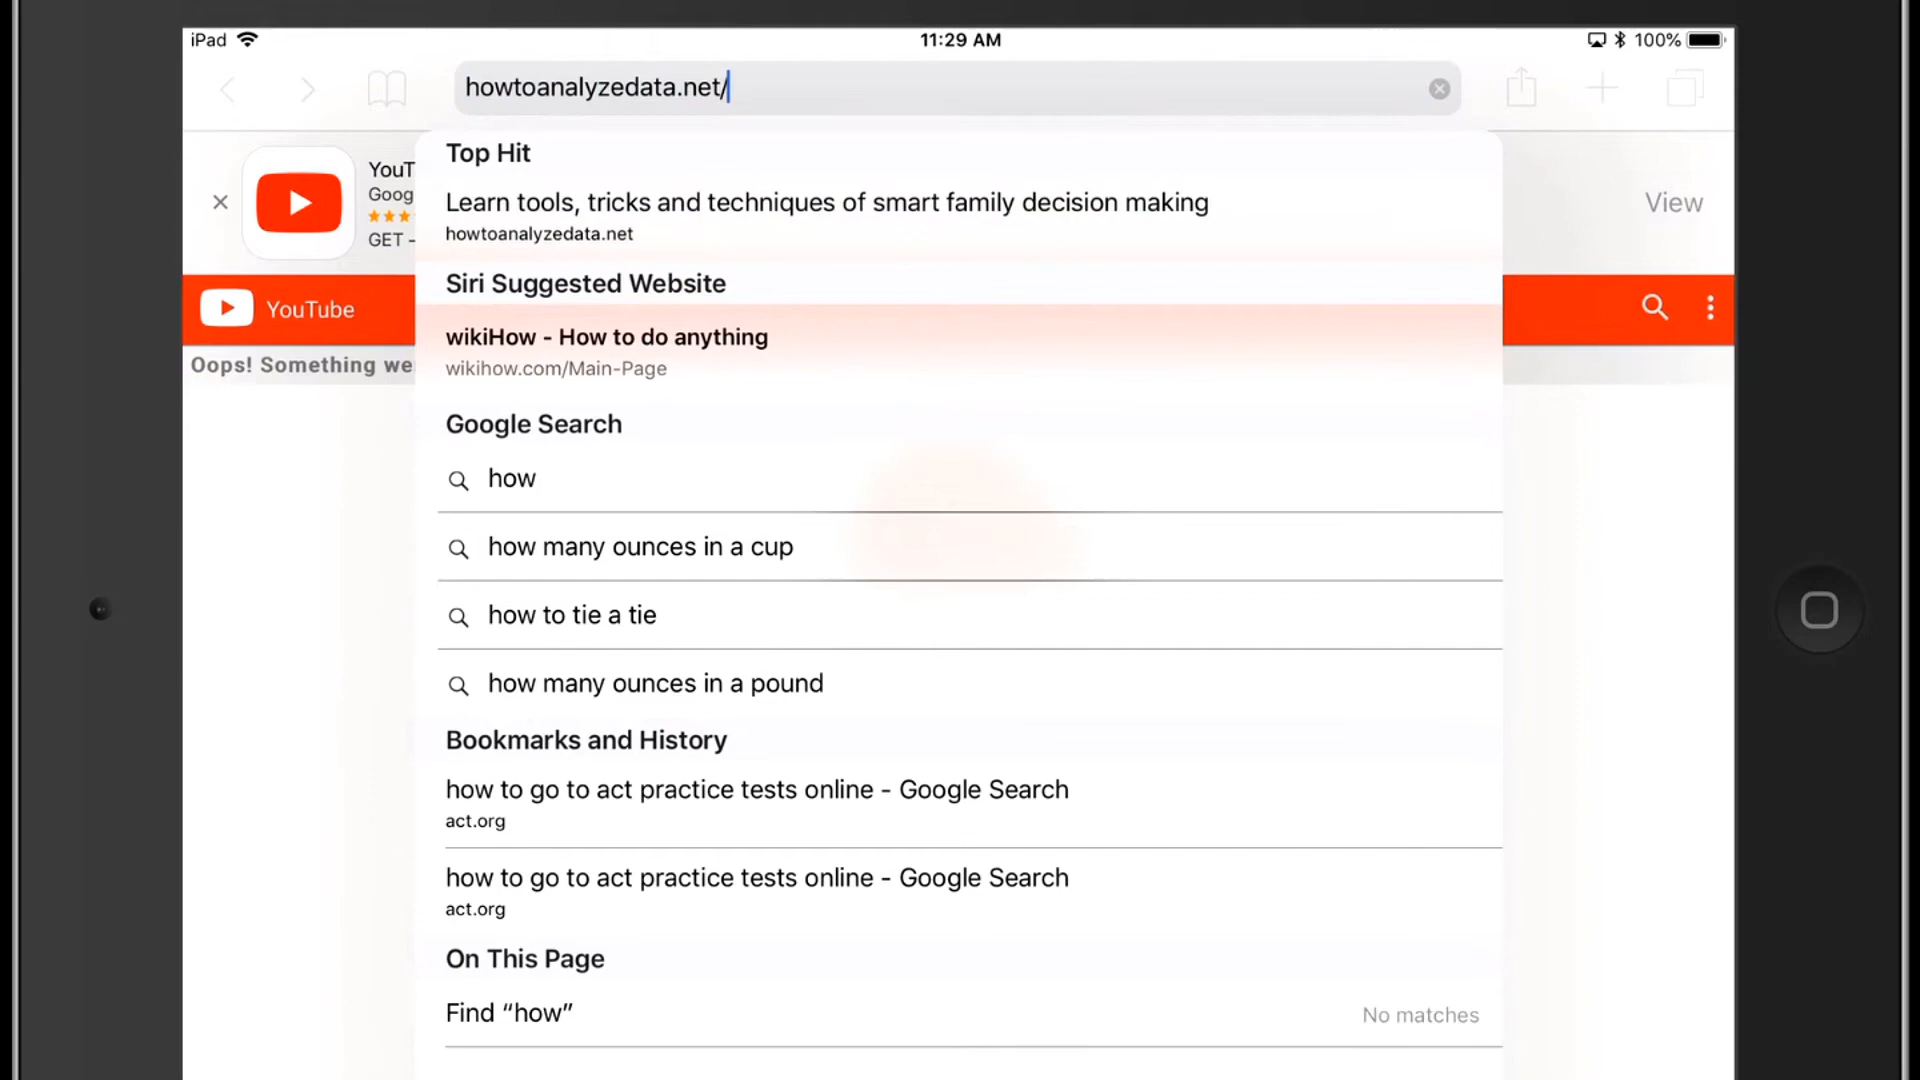 iPad
11:29 AM
100%
howtoanalyzedata.net/
Top Hit
YouT
Goog
GET -
Learn tools, tricks and techniques of smart family decision making
howtoanalyzedata.net
View
Siri Suggested Website
YouTube
wikiHow - How to do anything
wikihow.com/Main-Page
Oops! Something we
Google Search
how
how many ounces in a cup
how to tie a tie
how many ounces in a pound
Bookmarks and History
how to go to act practice tests online - Google Search
act.org
how to go to act practice tests online - Google Search
act.org
On This Page
Find “how”
No matches